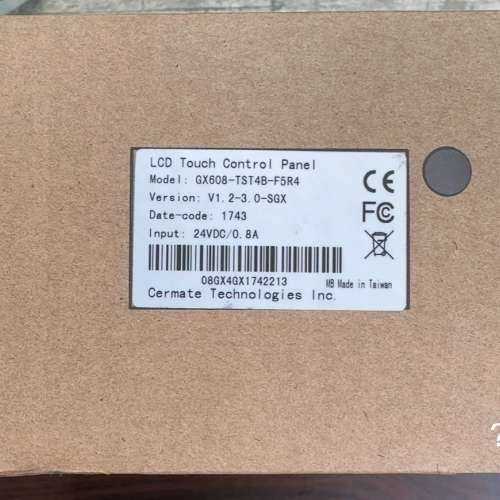 LCD Touch Control Panel
Model: GX608-TST4B-F5R4
Version: V1.2-3.0-SGX
Date-code: 1743
Input: 24VDC/0.8A
CE
FC
08GX4GX1742213
MB Made in Taiwan
Cermate Technologies Inc.
?